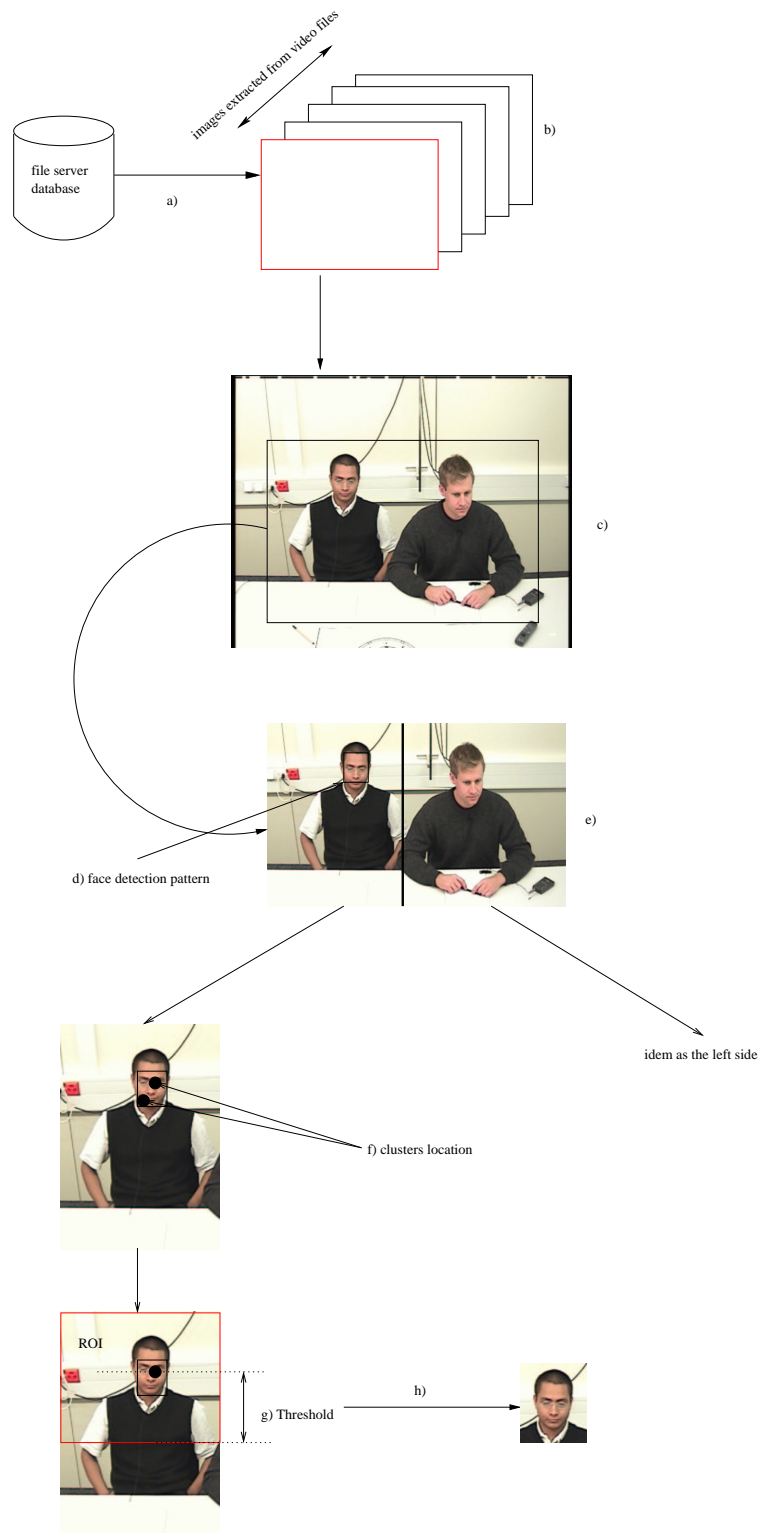 images extracted from video files
b)
file server
database
a)
c)
e)
d) face detection pattern
idem as the left side
f) clusters location
ROI
h)
g) Threshold